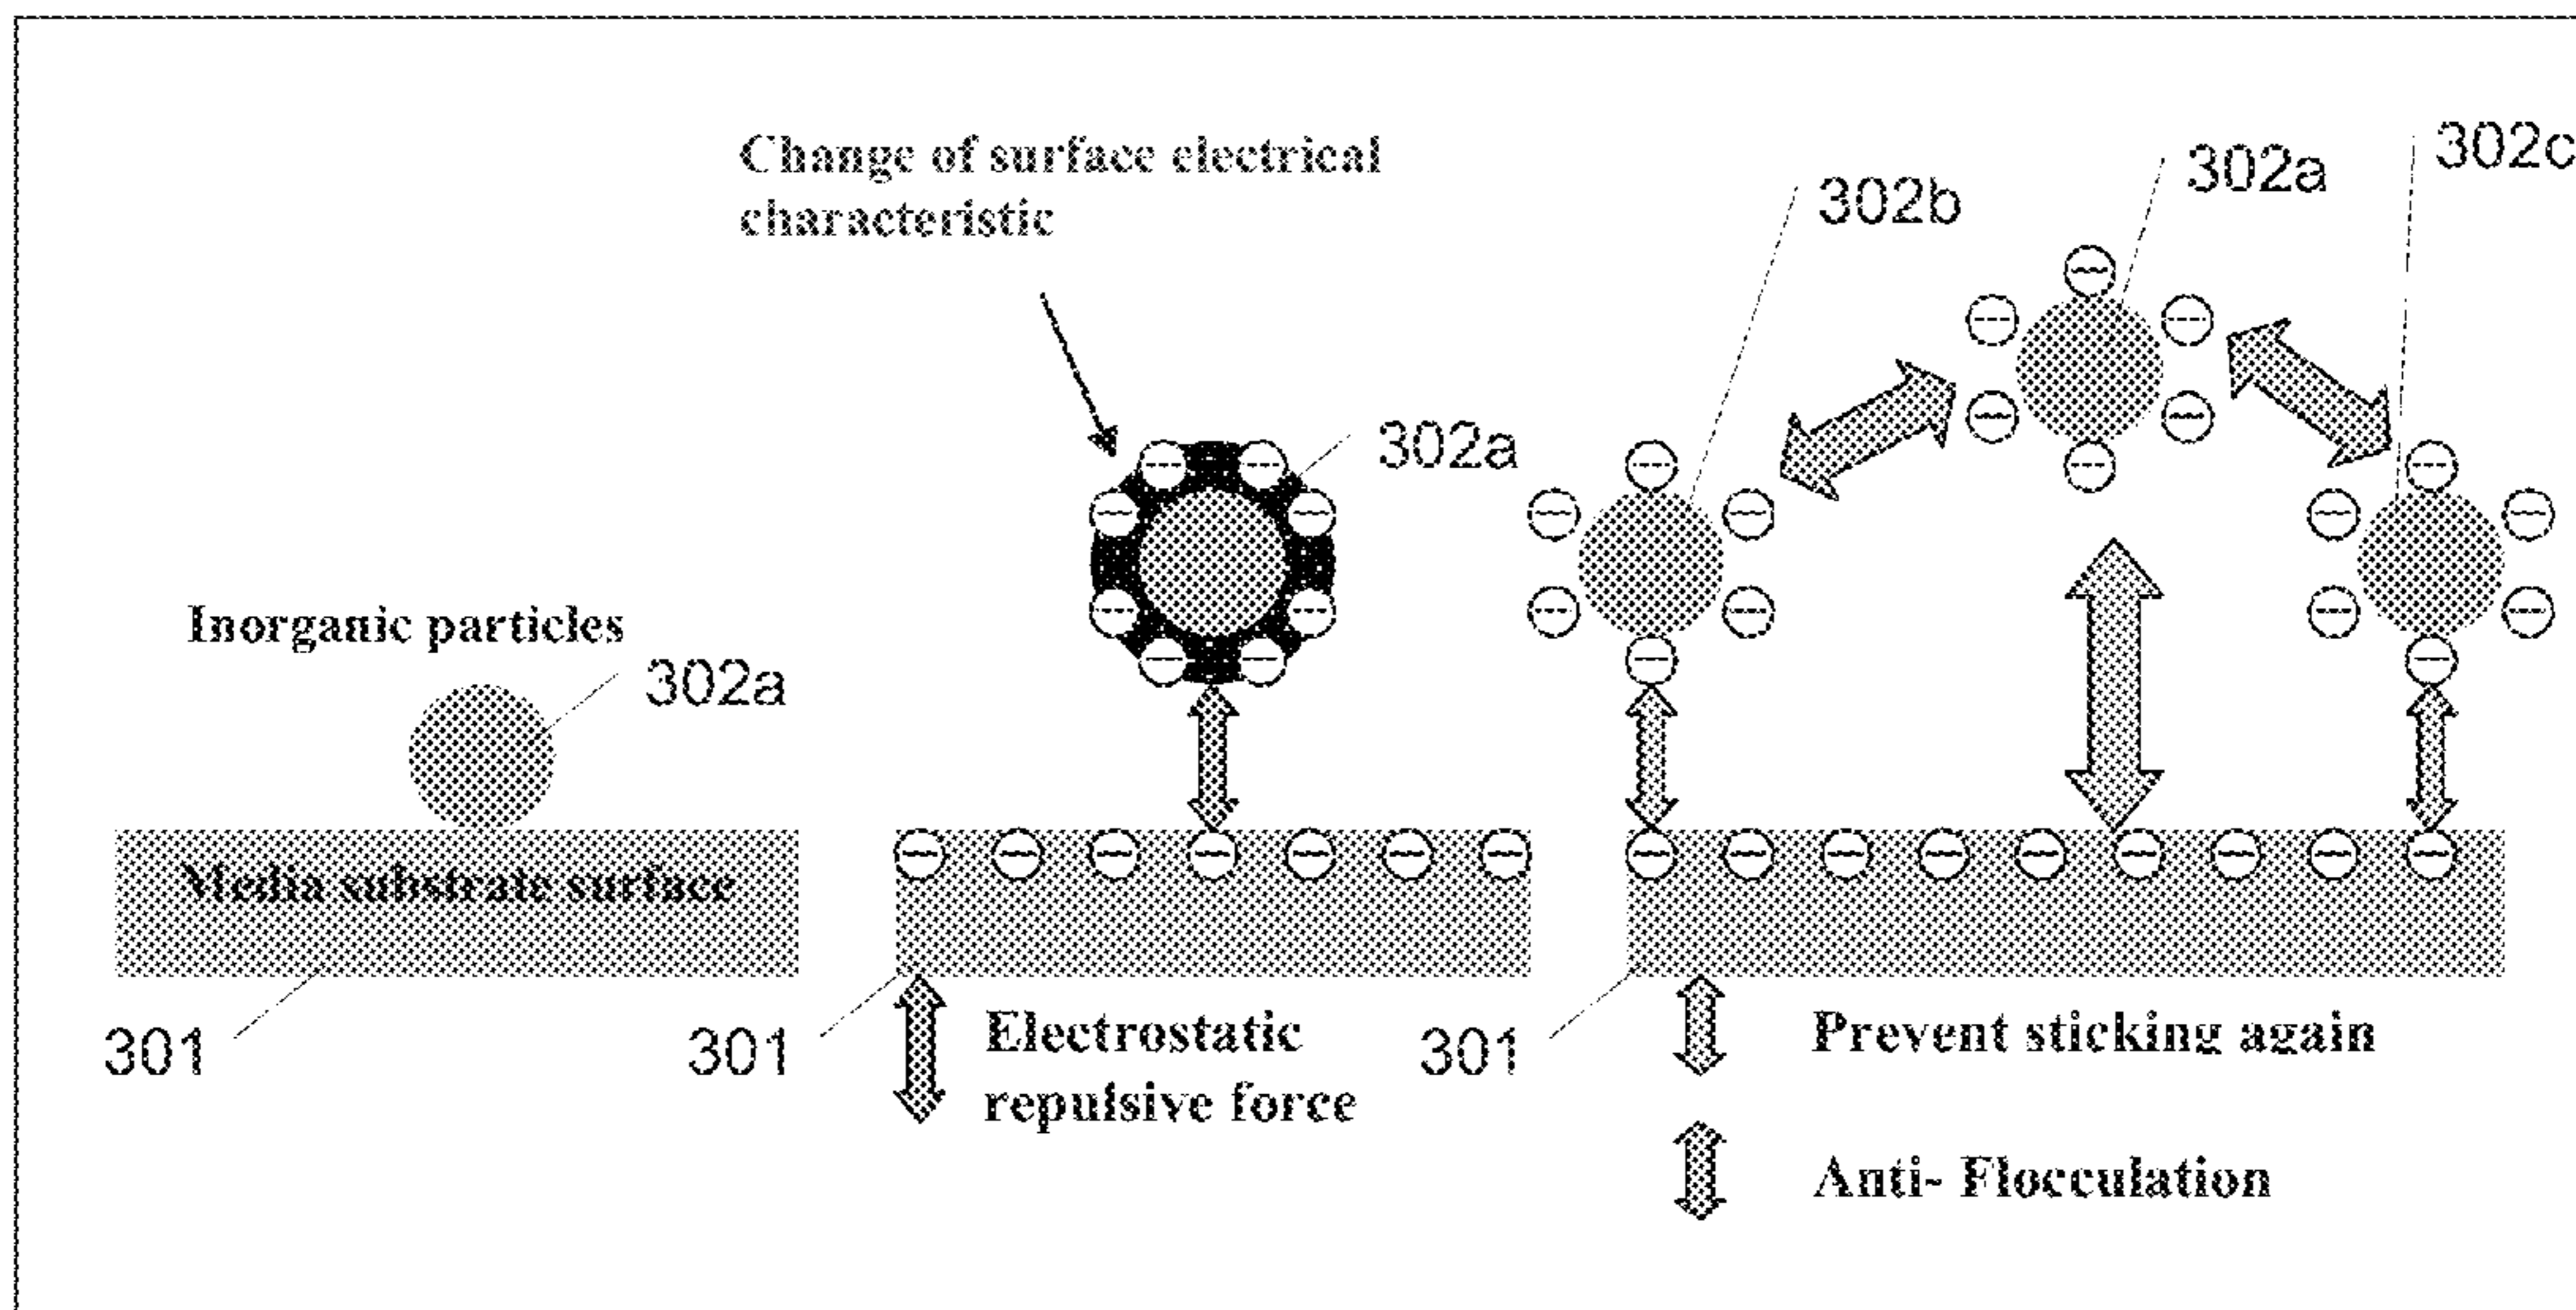 Change of surface electrical
characteristic
302b
302a
302c
302a
Inorganic particles
302a
Media substrate surface
301
301
Electrostatic
repulsive force
301
Prevent sticking again
Anti- Flocculation